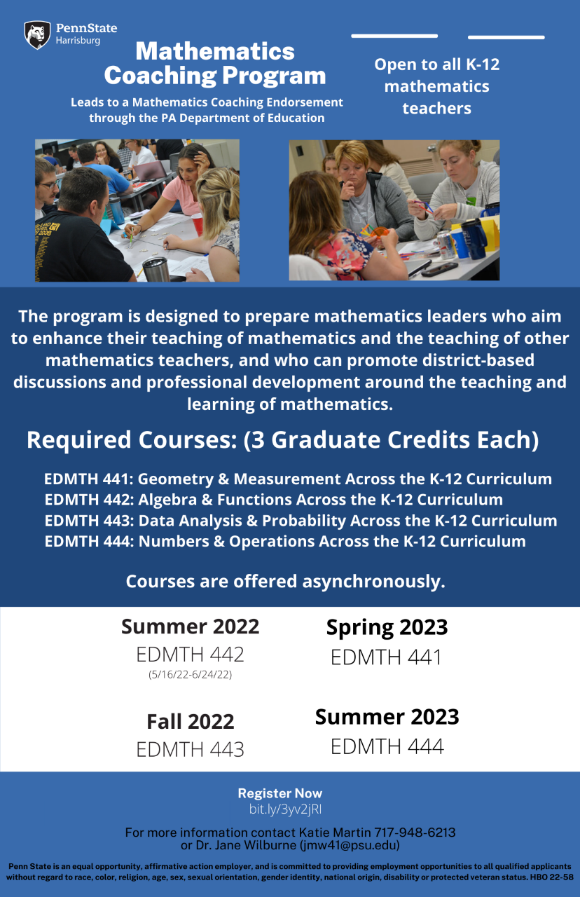 PennState
Harrisburg
Mathematics
Coaching Program
Leads to a Mathematics Coaching Endorsement
through the PA Department of Education
Open to all K-12
mathematics
teachers
The program is designed to prepare mathematics leaders who aim
to enhance their teaching of mathematics and the teaching of other
mathematics teachers, and who can promote district-based
discussions and professional development around the teaching and
learning of mathematics.
Required Courses: (3 Graduate Credits Each)
EDMTH 441: Geometry & Measurement Across the K-12 Curriculum
EDMTH 442: Algebra & Functions Across the K-12 Curriculum
EDMTH 443: Data Analysis & Probability Across the K-12 Curriculum
EDMTH 444: Numbers & Operations Across the K-12 Curriculum
Courses are offered asynchronously.
Summer 2022
EDMTH 442
(5/16/22-6/24/22)
Spring 2023
EDMTH 441
Fall 2022
EDMTH 443
Summer 2023
EDMTH 444
Register Now
bit.ly/3yv2jRI
For more information contact Katie Martin 717-948-6213
or Dr. Jane Wilburne (jmw41@psu.edu)
Penn State is an equal opportunity, affirmative action employer, and is committed to providing employment opportunities to all qualified applicants
without regard to race, color, religion, age, sex, sexual orientation, gender identity, national origin, disability or protected veteran status. HBO 22-58